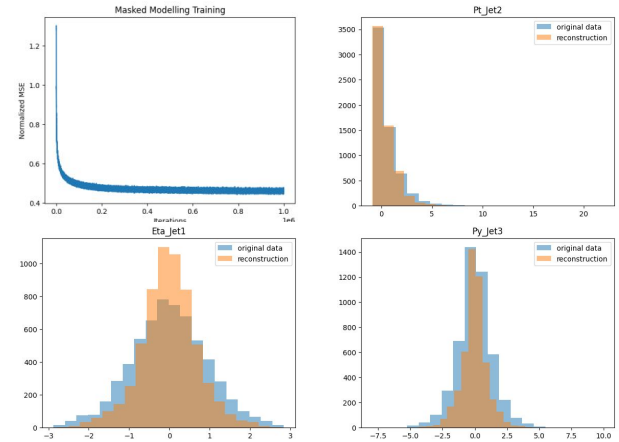 Masked Modelling Training
1.2
1.0
0.8
0.6
0.4
Normalized MSE
0.0 0.2 0.4 0.6 0.8 1.0
Iterations 1e6
Pt_Jet2
original data
reconstruction
3500
3000
2500
2000
1500
1000
500
0
0 5 10 15 20
Eta_Jet1
original data
reconstruction
1000
800
600
400
200
0
−3 −2 −1 0 1 2 3
Py_Jet3
original data
reconstruction
1400
1200
1000
800
600
400
200
0
−7.5 −5.0 −2.5 0.0 2.5 5.0 7.5 10.0